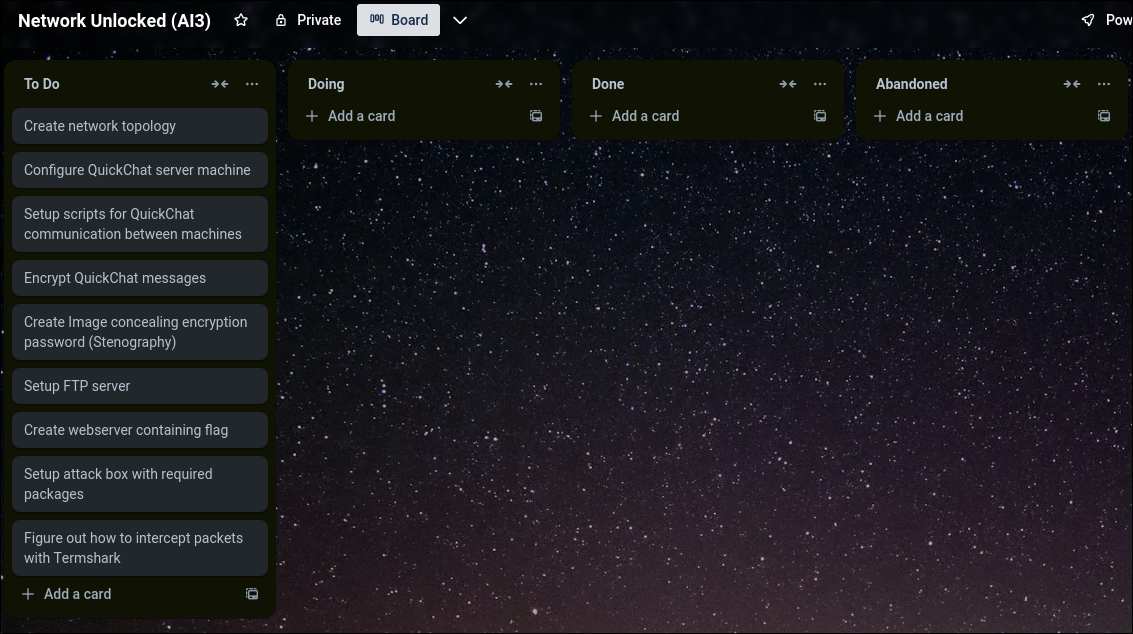 Network Unlocked (AI3)
Private
Board
Pow
To Do
Create network topology
Configure QuickChat server machine
Setup scripts for QuickChat
communication between machines
Encrypt QuickChat messages
Create Image concealing encryption
password (Stenography)
Setup FTP server
Create webserver containing flag
Setup attack box with required
packages
Figure out how to intercept packets
with Termshark
Add a card
Doing
Add a card
Done
Add a card
Abandoned
Add a card